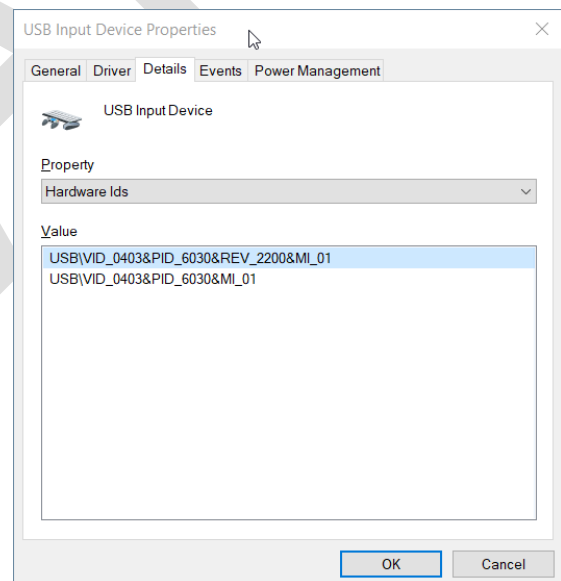 USB Input Device Properties
General Driver Details Events Power Management
USB Input Device
Property
Hardware Ids
Value
USB\VID_0403&PID_6030&REV_2200&MI_01
USB\VID_0403&PID_6030&MI_01
OK Cancel